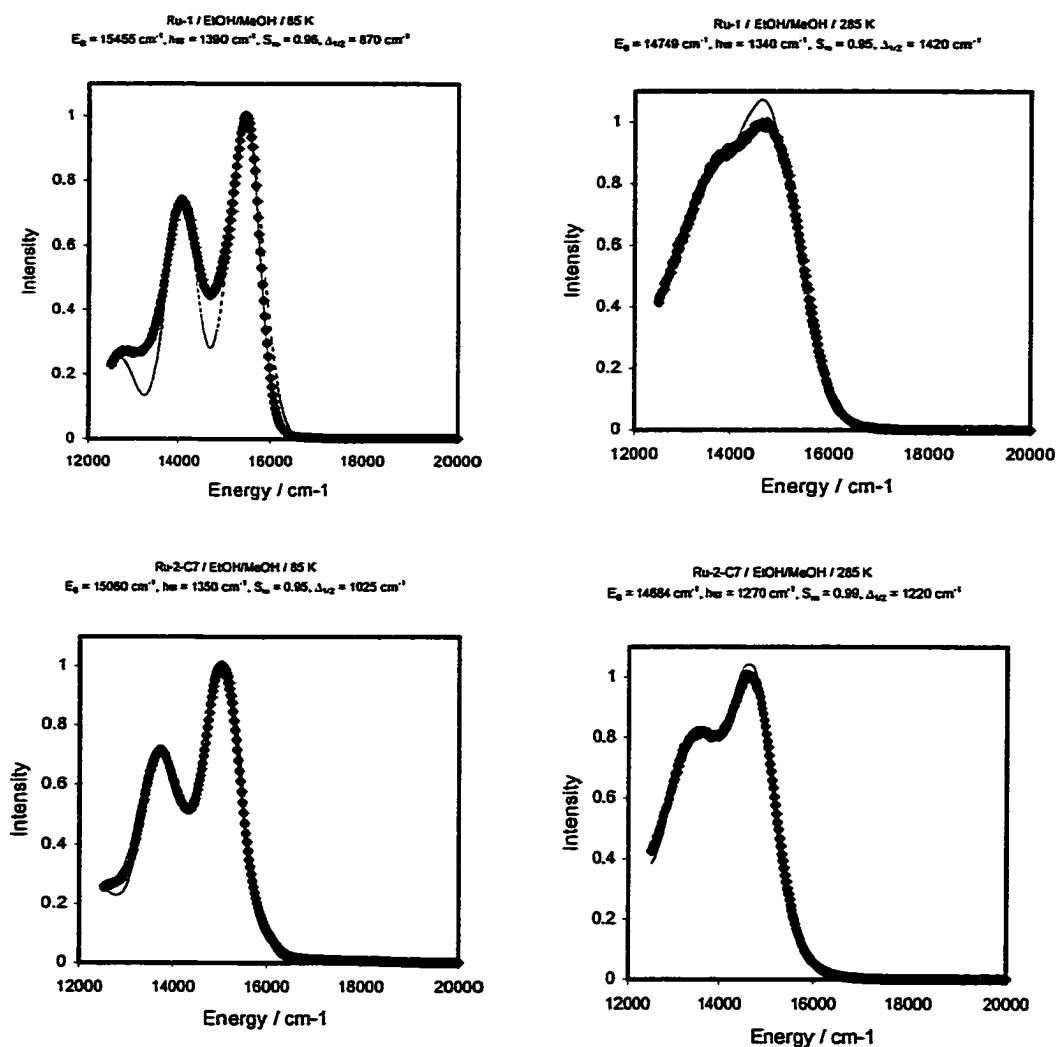 Ru-1 / EtOH/MeOH / 85 K
E₀ = 15455 cm⁻¹, hω = 1390 cm⁻¹, Sₘ = 0.96, Δ₁/₂ = 870 cm⁻¹
1
0.8
0.6
0.4
0.2
0
Intensity
12000 14000 16000 18000 20000
Energy / cm-1
Ru-1 / EtOH/MeOH / 285 K
E₀ = 14749 cm⁻¹, hω = 1340 cm⁻¹, Sₘ = 0.95, Δ₁/₂ = 1420 cm⁻¹
1
0.8
0.6
0.4
0.2
0
Intensity
12000 14000 16000 18000 20000
Energy / cm-1
Ru-2-C7 / EtOH/MeOH / 85 K
E₀ = 15060 cm⁻¹, hω = 1350 cm⁻¹, Sₘ = 0.95, Δ₁/₂ = 1025 cm⁻¹
1
0.8
0.6
0.4
0.2
0
Intensity
12000 14000 16000 18000 20000
Energy / cm-1
Ru-2-C7 / EtOH/MeOH / 285 K
E₀ = 14684 cm⁻¹, hω = 1270 cm⁻¹, Sₘ = 0.99, Δ₁/₂ = 1220 cm⁻¹
1
0.8
0.6
0.4
0.2
0
Intensity
12000 14000 16000 18000 20000
Energy / cm-1